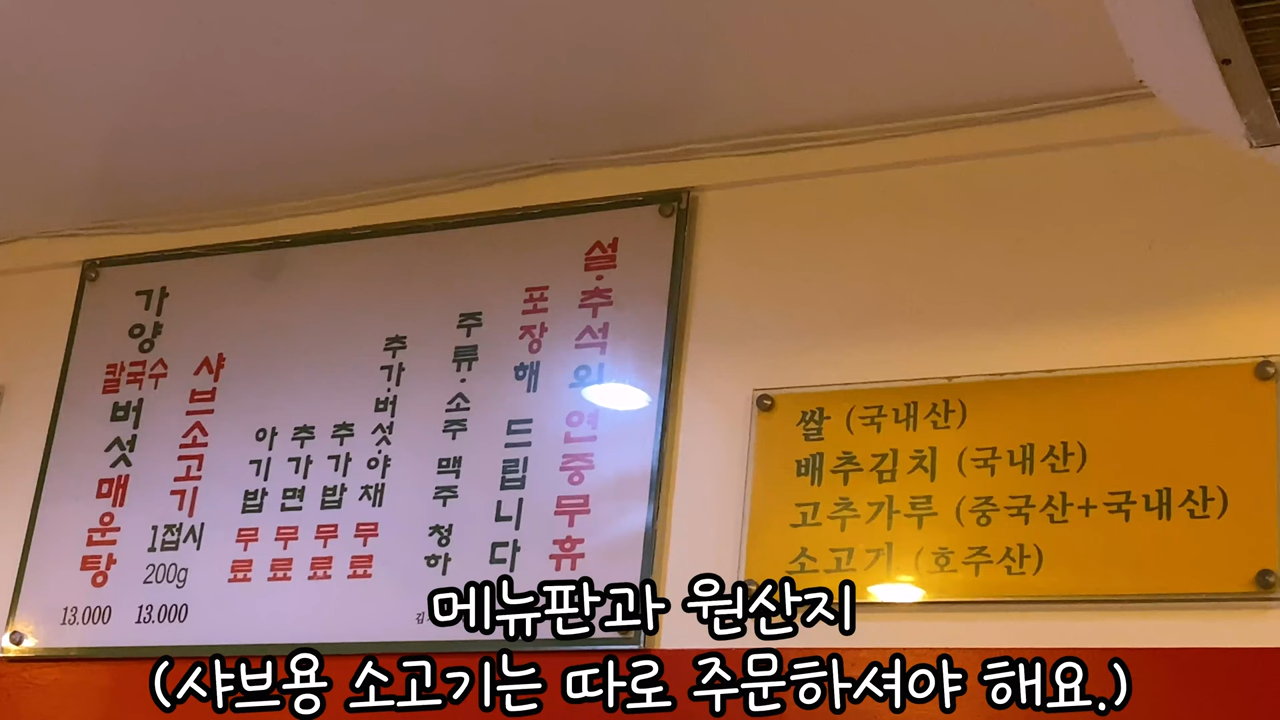 가양
칼국수
버섯매운탕
13.000
샤브소고기
1접시
200g
13.000
아기밥 무료
추가면 무료
추가밥 무료
추가·버섯·야채 무료
주류·소주 맥주 청하
포장해 드립니다
설·추석외 연중무휴
쌀 (국내산)
배추김치 (국내산)
고추가루 (중국산+국내산)
소고기 (호주산)
메뉴판과 원산지
(샤브용 소고기는 따로 주문하셔야 해요.)